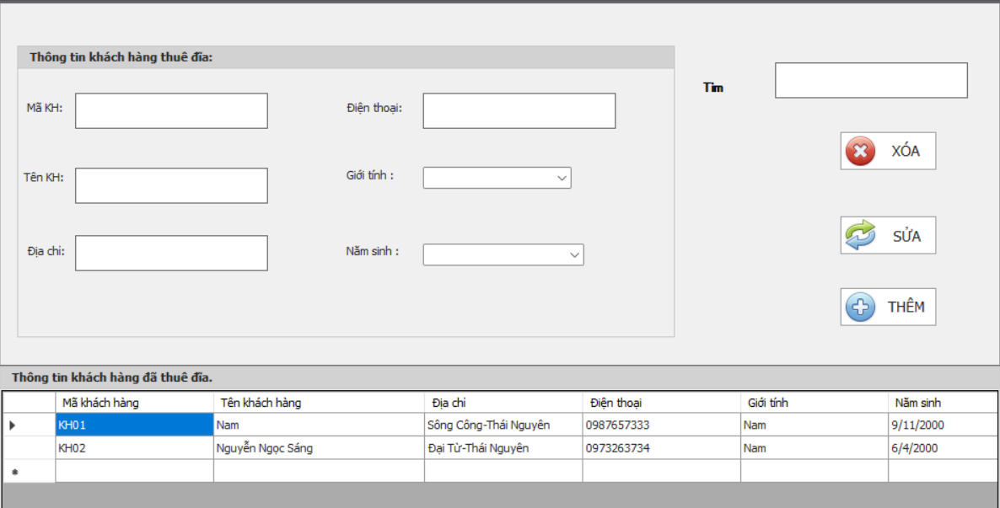 Thông tin khách hàng thuê đĩa:
Mã KH:
Điện thoại:
Tìm
XÓA
Tên KH:
Giới tính :
SỬA
Địa chỉ:
Năm sinh :
THÊM
Thông tin khách hàng đã thuê đĩa.
Mã khách hàng Tên khách hàng Địa chỉ Điện thoại Giới tính Năm sinh
KH01 Nam Sông Công-Thái Nguyên 0987657333 Nam 9/11/2000
KH02 Nguyễn Ngọc Sáng Đại Từ-Thái Nguyên 0973263734 Nam 6/4/2000